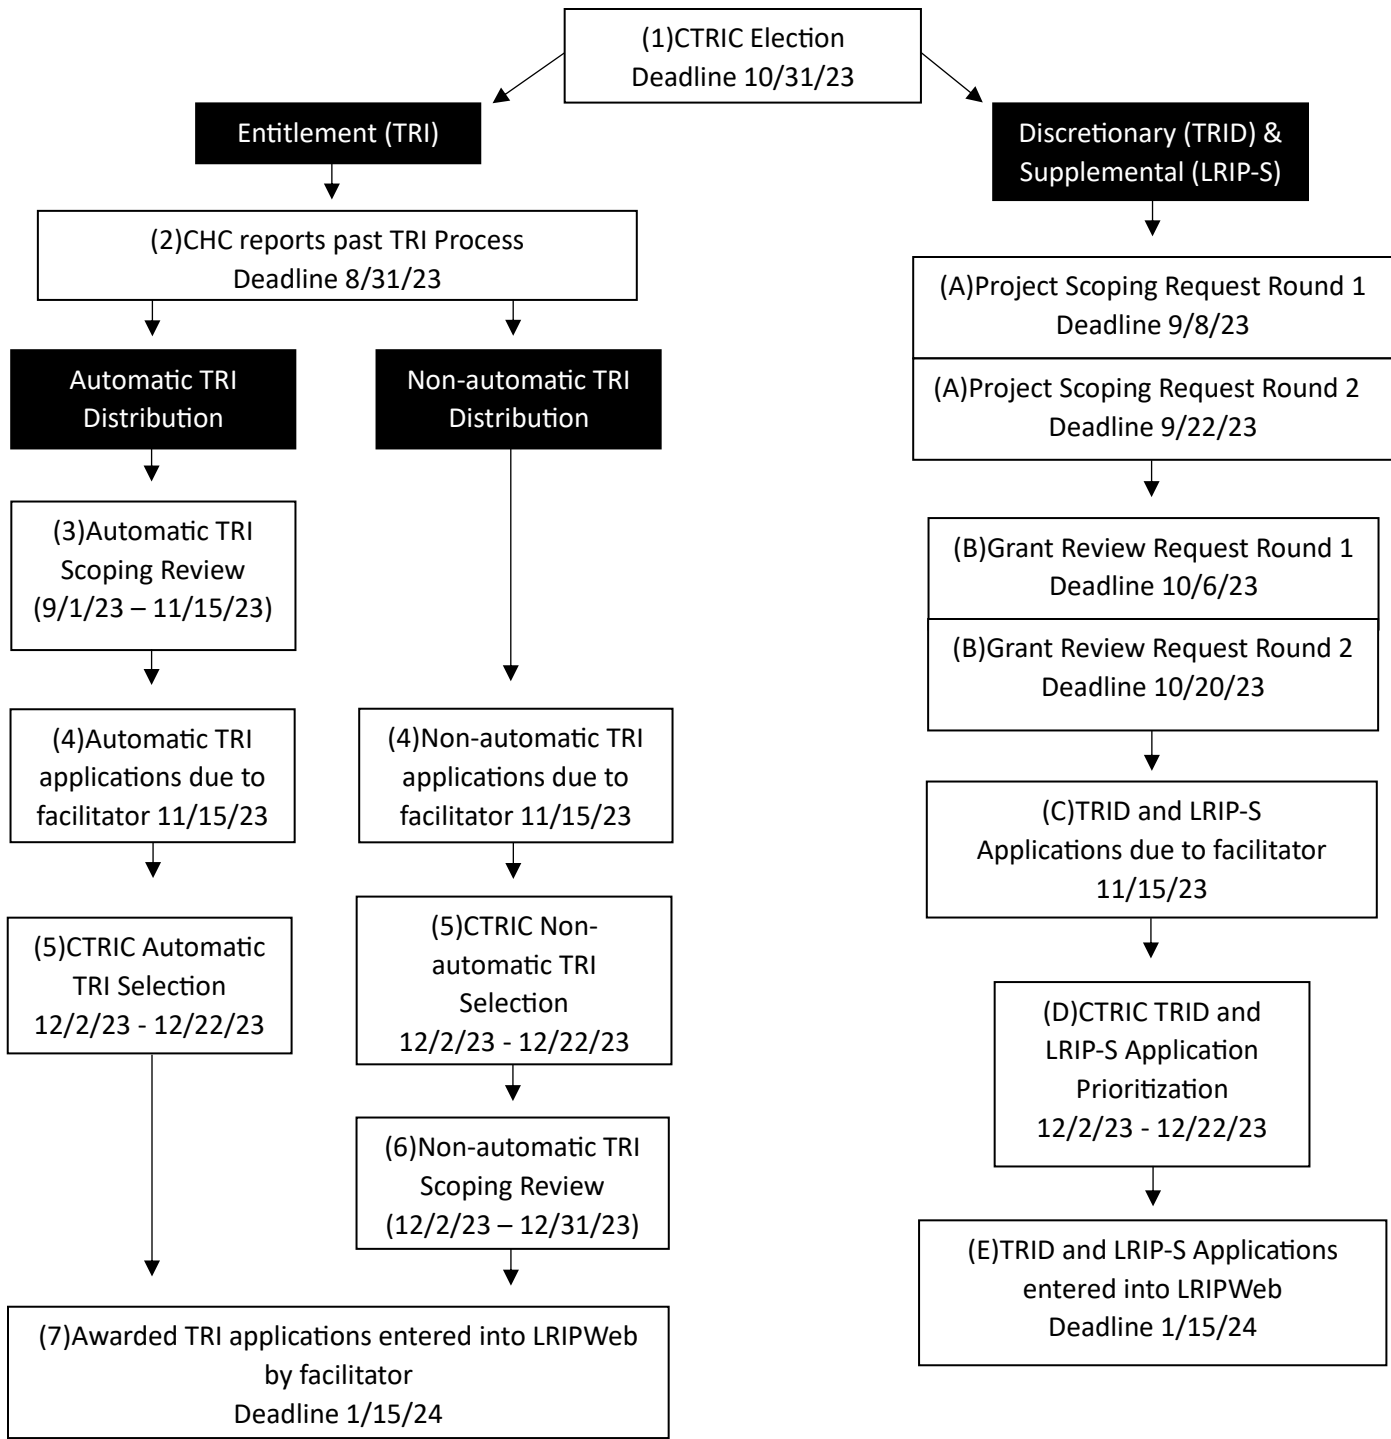 (1)CTRIC Election
Deadline 10/31/23
Entitlement (TRI)
Discretionary (TRID) &
Supplemental (LRIP-S)
(2)CHC reports past TRI Process
Deadline 8/31/23
(A)Project Scoping Request Round 1
Deadline 9/8/23
(A)Project Scoping Request Round 2
Deadline 9/22/23
Automatic TRI
Distribution
Non-automatic TRI
Distribution
(3)Automatic TRI
Scoping Review
(9/1/23 – 11/15/23)
(B)Grant Review Request Round 1
Deadline 10/6/23
(B)Grant Review Request Round 2
Deadline 10/20/23
(4)Automatic TRI
applications due to
facilitator 11/15/23
(4)Non-automatic TRI
applications due to
facilitator 11/15/23
(C)TRID and LRIP-S
Applications due to facilitator
11/15/23
(5)CTRIC Automatic
TRI Selection
12/2/23 - 12/22/23
(5)CTRIC Non-
automatic TRI
Selection
12/2/23 - 12/22/23
(D)CTRIC TRID and
LRIP-S Application
Prioritization
12/2/23 - 12/22/23
(6)Non-automatic TRI
Scoping Review
(12/2/23 – 12/31/23)
(E)TRID and LRIP-S Applications
entered into LRIPWeb
Deadline 1/15/24
(7)Awarded TRI applications entered into LRIPWeb
by facilitator
Deadline 1/15/24